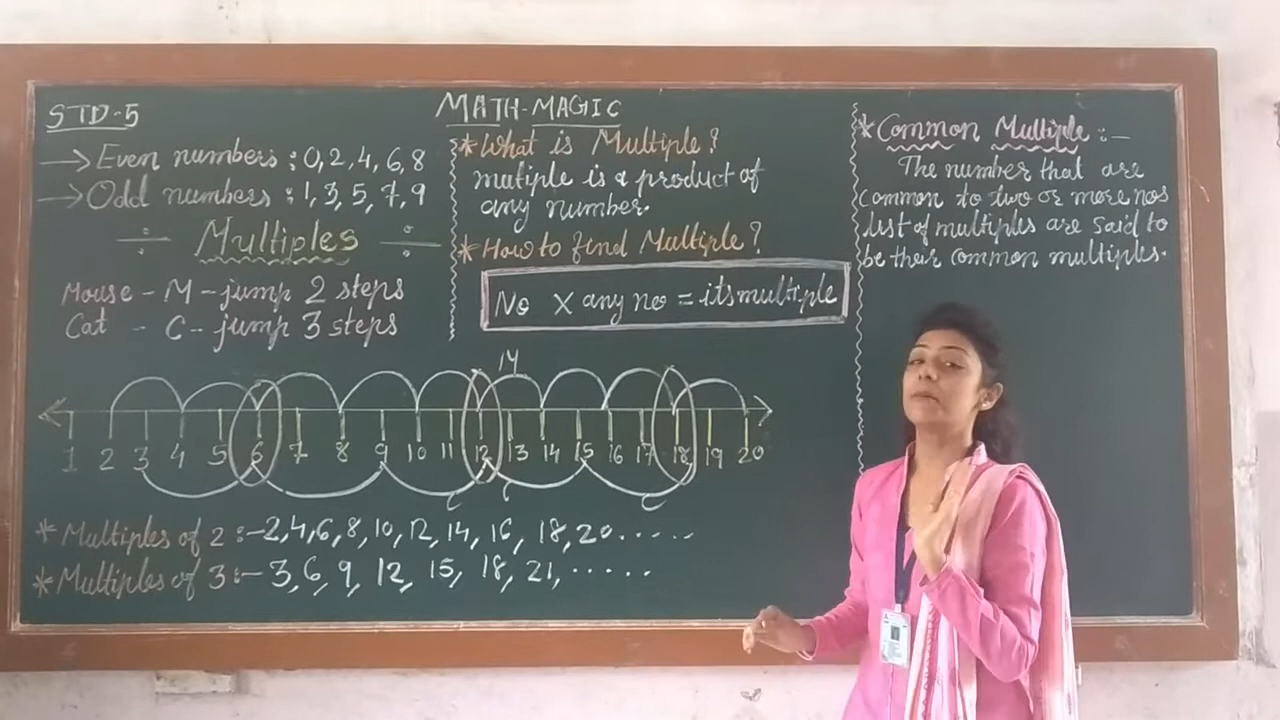 STD-5
→ Even numbers : 0, 2, 4, 6, 8
→ Odd numbers : 1, 3, 5, 7, 9
÷ Multiples ÷
Mouse - M - jump 2 steps
Cat - C - jump 3 steps
MATH-MAGIC
* What is Multiple?
mutiple is a product of
any number.
* How to find Multiple?
No X any no = its multiple
* Common Multiple :-
The number that are
common to two or more nos
list of multiples are said to
be their common multiples.
14
1 2 3 4 5 6 7 8 9 10 11 12 13 14 15 16 17 18 19 20
* Multiples of 2 :- 2, 4, 6, 8, 10, 12, 14, 16, 18, 20.....
* Multiples of 3 :- 3, 6, 9, 12, 15, 18, 21, .....